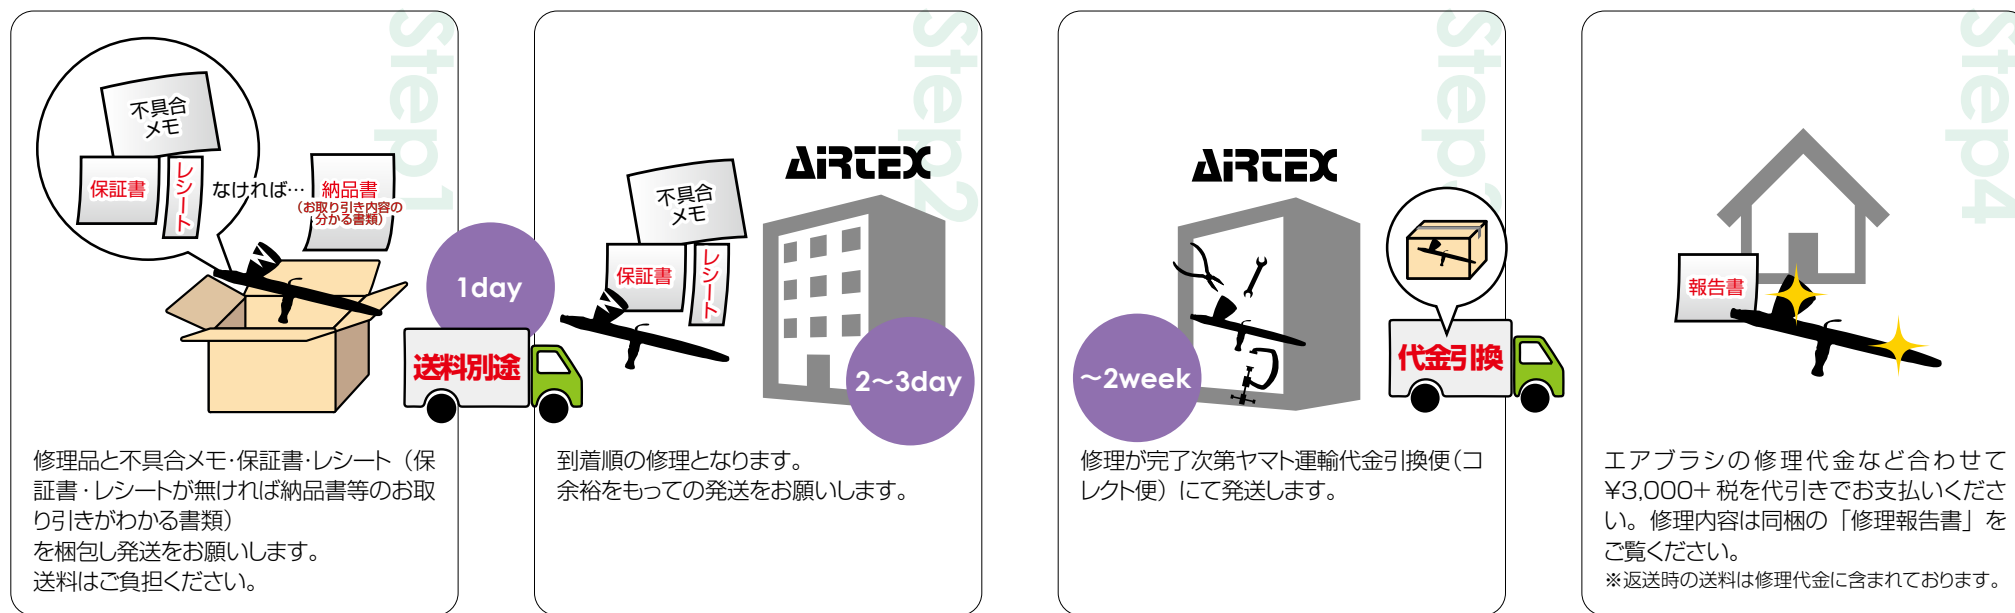 Step1
不具合
メモ
保証書
レシート
なければ…
納品書
(お取り引き内容の
分かる書類)
1day
送料別途
修理品と不具合メモ・保証書・レシート（保
証書・レシートが無ければ納品書等のお取
り引きがわかる書類）
を梱包し発送をお願いします。
送料はご負担ください。
Step2
AIRTEX
不具合
メモ
保証書
レシート
2～3day
到着順の修理となります。
余裕をもっての発送をお願いします。
Step
AIRTEX
～2week
代金引換
修理が完了次第ヤマト運輸代金引換便（コ
レクト便）にて発送します。
Step4
報告書
エアブラシの修理代金など合わせて
¥3,000+ 税を代引きでお支払いくださ
い。修理内容は同梱の「修理報告書」を
ご覧ください。
※返送時の送料は修理代金に含まれております。